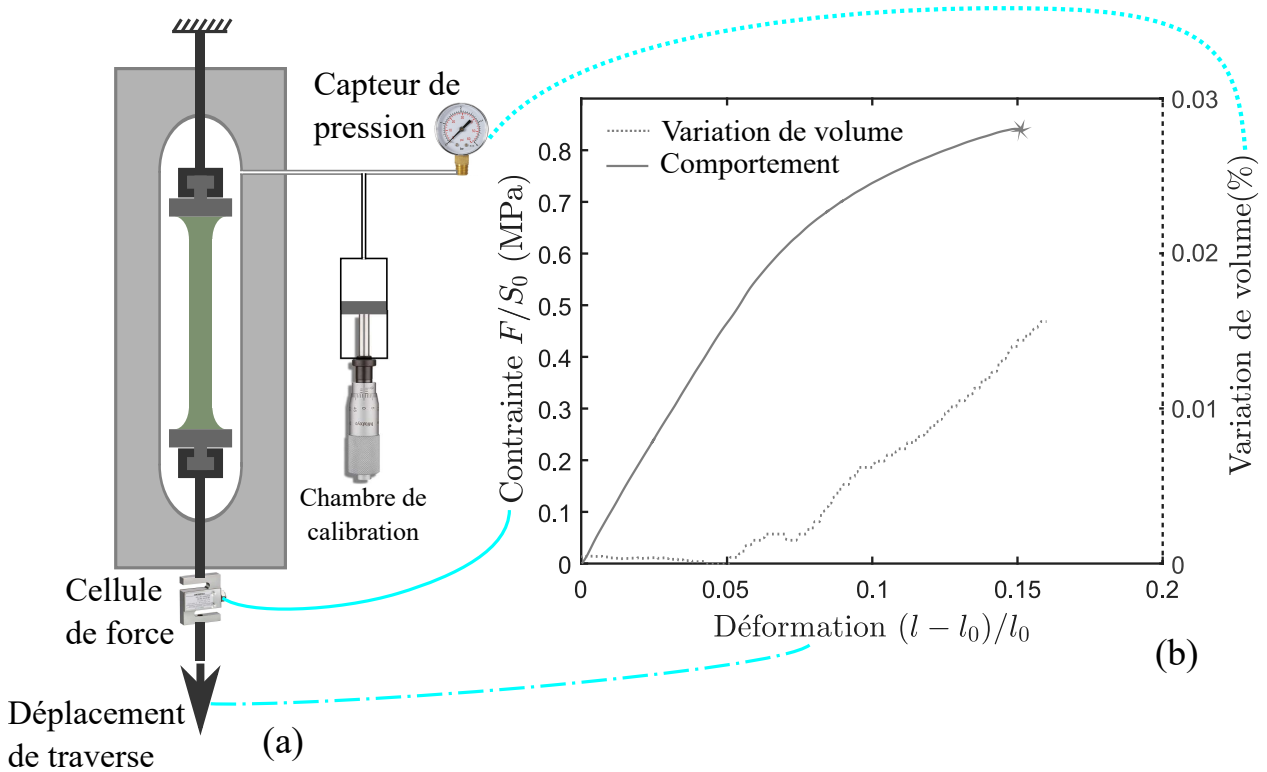 Capteur de
pression
Chambre de
calibration
Cellule
de force
Déplacement
de traverse
(a)
Variation de volume
Comportement
Contrainte F/S₀ (MPa)
0.8
0.7
0.6
0.5
0.4
0.3
0.2
0.1
0
0
0.05
0.1
0.15
0.2
Déformation (l − l₀)/l₀
0.03
0.02
0.01
0
Variation de volume(%)
(b)